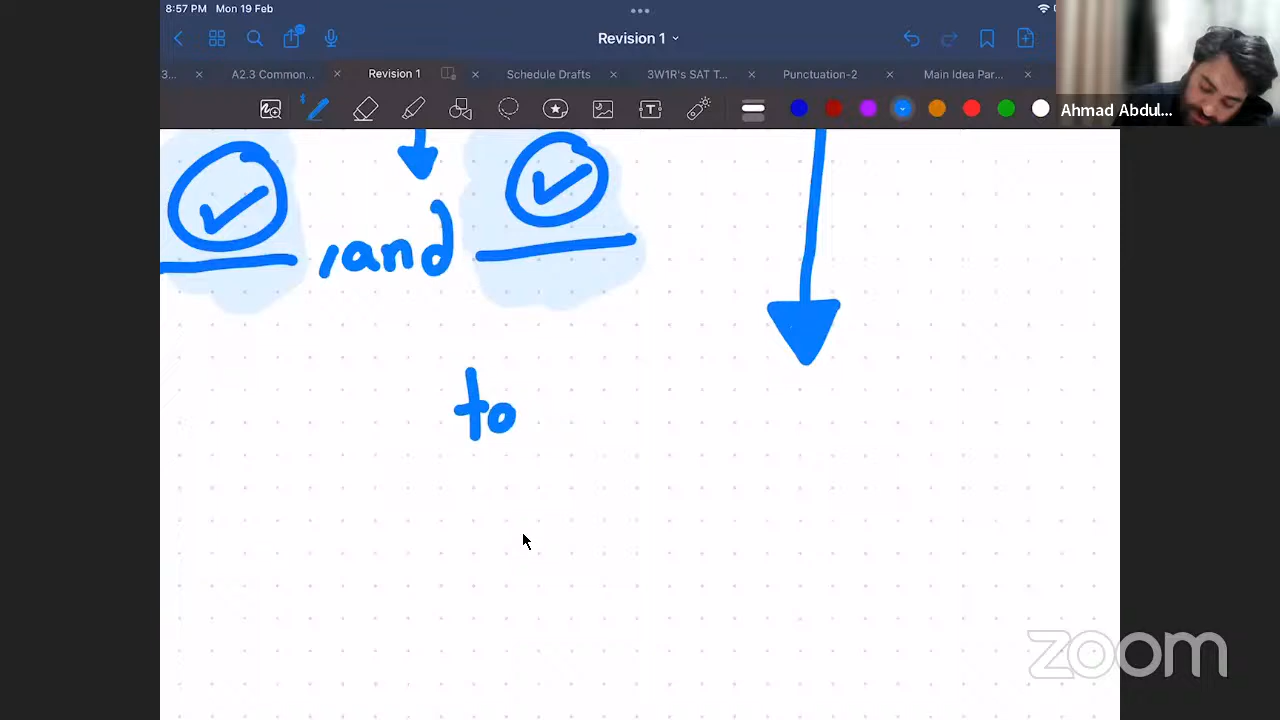 8:57 PM Mon 19 Feb
Revision 1
3... A2.3 Common... Revision 1 Schedule Drafts 3W1R's SAT T... Punctuation-2 Main Idea Par...
Ahmad Abdul...
,and
to
zoom